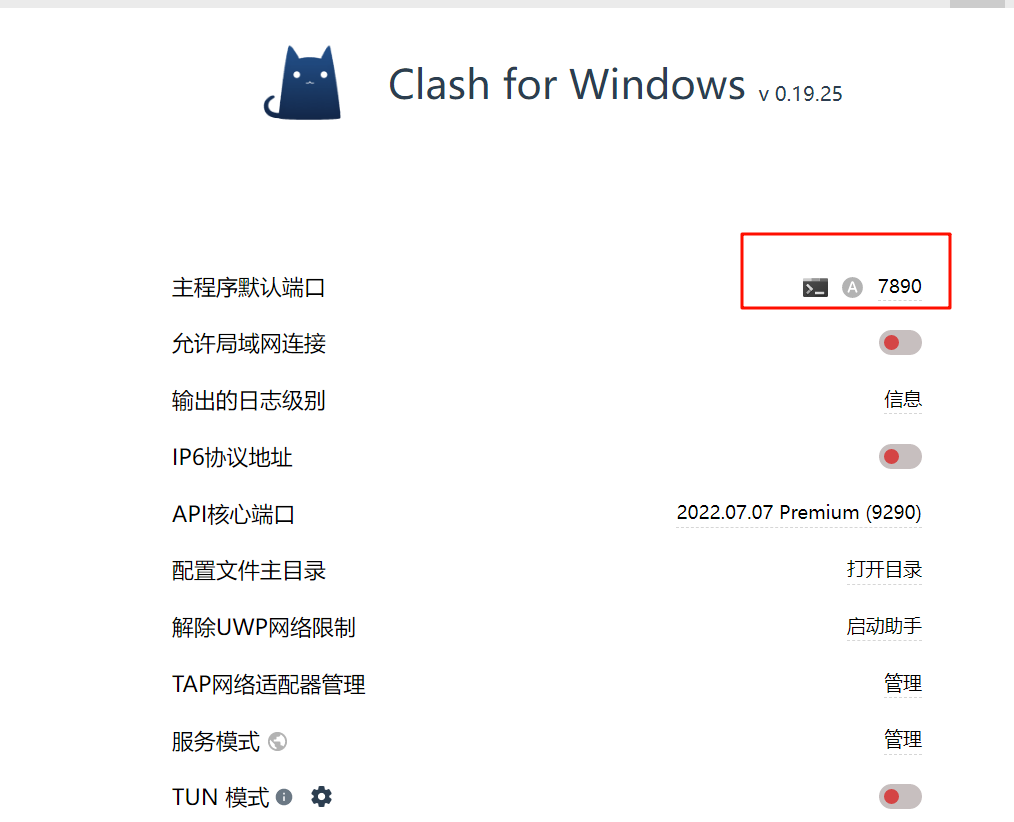 Clash for Windows v 0.19.25
主程序默认端口 A 7890
允许局域网连接
输出的日志级别 信息
IP6协议地址
API核心端口 2022.07.07 Premium (9290)
配置文件主目录 打开目录
解除UWP网络限制 启动助手
TAP网络适配器管理 管理
服务模式 管理
TUN 模式